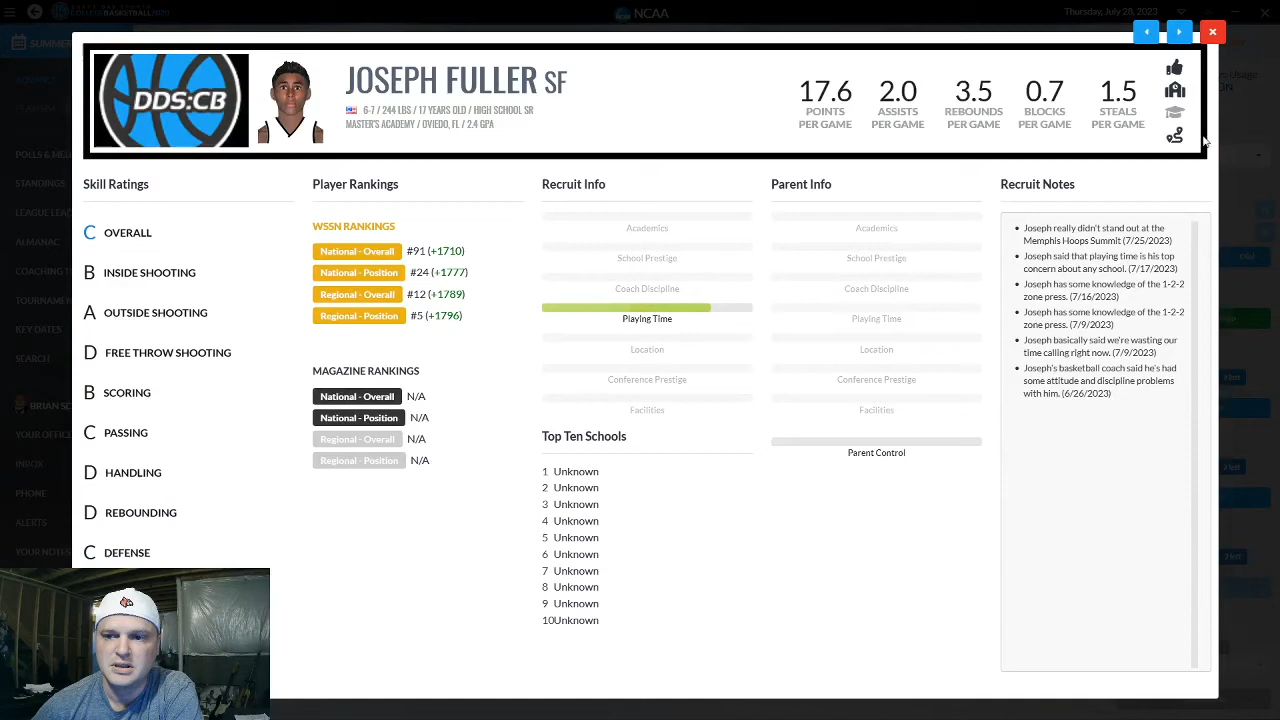 NCAA
Thursday, July 28, 2023
DDS:CB
JOSEPH FULLER SF
6-7 / 244 LBS / 17 YEARS OLD / HIGH SCHOOL SR
MASTER'S ACADEMY / OVIEDO, FL / 2.4 GPA
17.6 POINTS PER GAME
2.0 ASSISTS PER GAME
3.5 REBOUNDS PER GAME
0.7 BLOCKS PER GAME
1.5 STEALS PER GAME
Skill Ratings
C OVERALL
B INSIDE SHOOTING
A OUTSIDE SHOOTING
D FREE THROW SHOOTING
B SCORING
C PASSING
D HANDLING
D REBOUNDING
C DEFENSE
Player Rankings
WSSN RANKINGS
National - Overall #91 (+1710)
National - Position #24 (+1777)
Regional - Overall #12 (+1789)
Regional - Position #5 (+1796)
MAGAZINE RANKINGS
National - Overall N/A
National - Position N/A
Regional - Overall N/A
Regional - Position N/A
Recruit Info
Academics
School Prestige
Coach Discipline
Playing Time
Location
Conference Prestige
Facilities
Top Ten Schools
1 Unknown
2 Unknown
3 Unknown
4 Unknown
5 Unknown
6 Unknown
7 Unknown
8 Unknown
9 Unknown
10Unknown
Parent Info
Academics
School Prestige
Coach Discipline
Playing Time
Location
Conference Prestige
Facilities
Parent Control
Recruit Notes
Joseph really didn't stand out at the
Memphis Hoops Summit (7/25/2023)
Joseph said that playing time is his top
concern about any school. (7/17/2023)
Joseph has some knowledge of the 1-2-2
zone press. (7/16/2023)
Joseph has some knowledge of the 1-2-2
zone press. (7/9/2023)
Joseph basically said we're wasting our
time calling right now. (7/9/2023)
Joseph's basketball coach said he's had
some attitude and discipline problems
with him. (6/26/2023)
STANDINGS
ALMANAC
KEY DATES
SEARCH
INBOX
PHONE
ALERTS